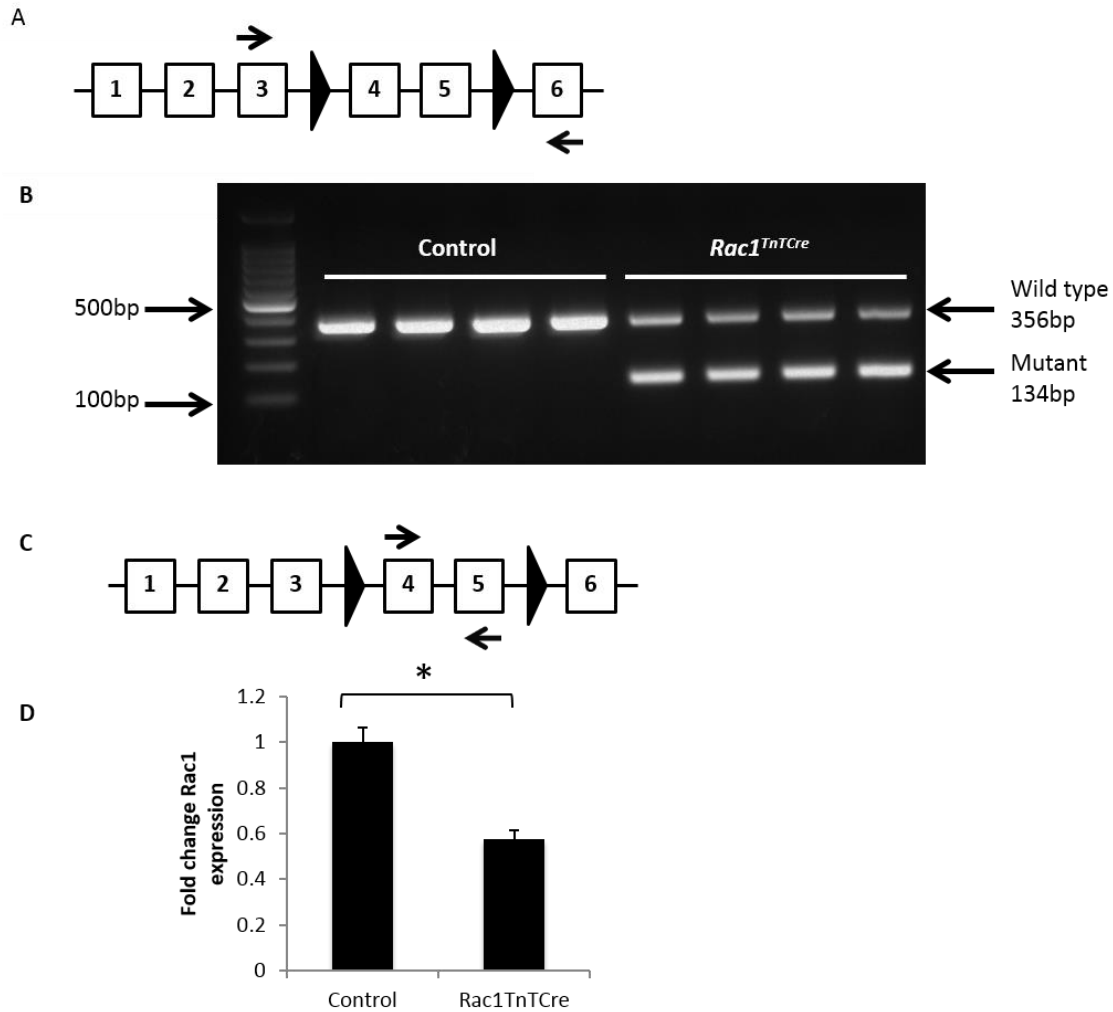 A
1 2 3 4 5 6
B
Control Rac1TnTCre
500bp
100bp
Wild type
356bp
Mutant
134bp
C
1 2 3 4 5 6
D
*
Fold change Rac1
expression
1.2
1
0.8
0.6
0.4
0.2
0
Control Rac1TnTCre